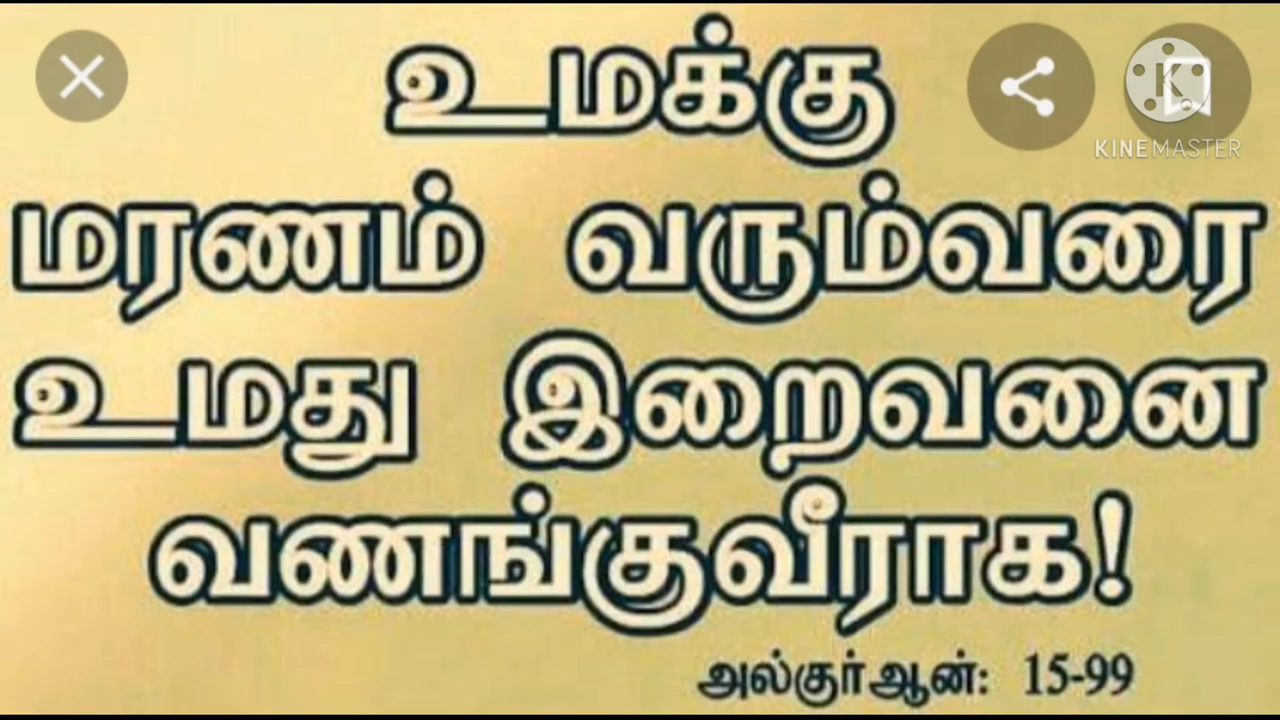 உமக்கு
KINEMASTER
மரணம் வரும்வரை
உமது இறைவனை
வணங்குவீராக!
அல்குர்ஆன்: 15-99